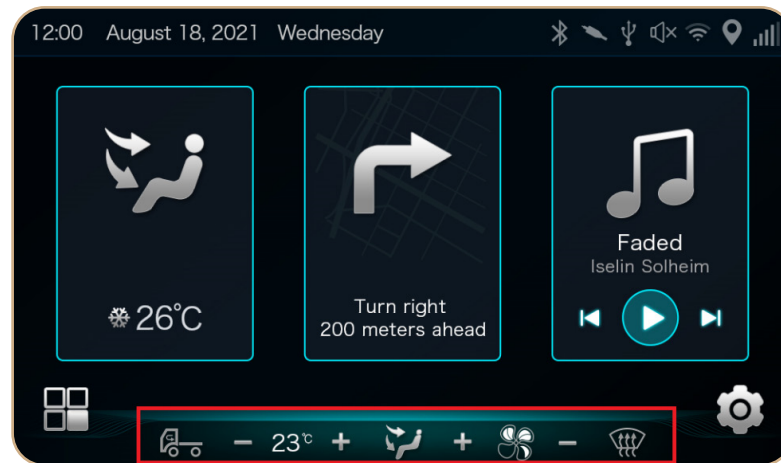 12:00 August 18, 2021 Wednesday
26℃
Turn right
200 meters ahead
Faded
Iselin Solheim
− 23℃ + + −